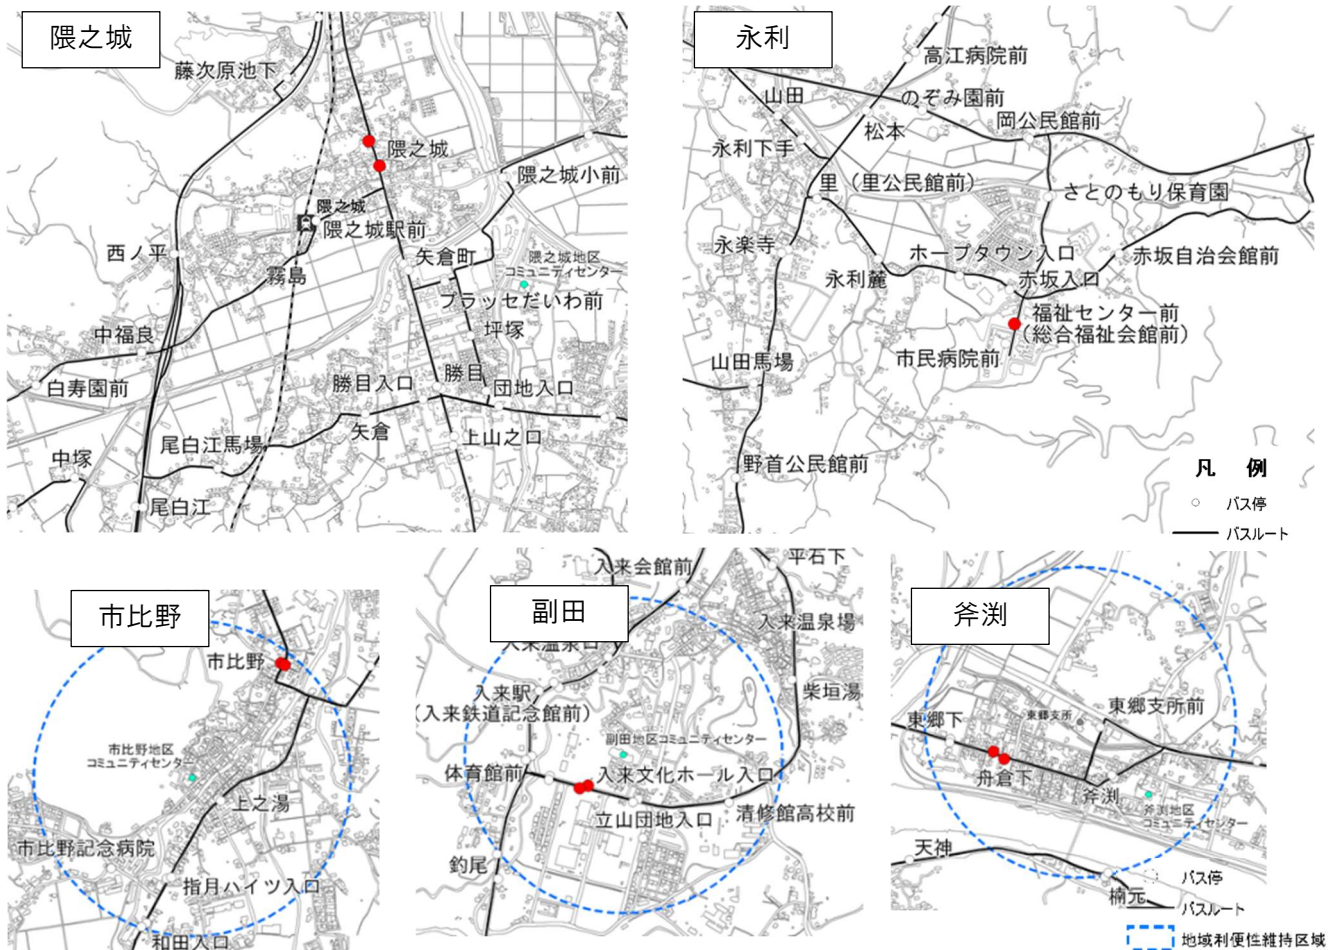 隈之城
藤次原池下
隈之城
隈之城小前
隈之城
隈之城駅前
西ノ平
霧島
矢倉町
隈之城地区
コミュニティセンター
プラッセだいわ前
坪塚
中福良
白寿園前
勝目入口
勝目
団地入口
矢倉
上山之口
尾白江馬場
中塚
尾白江
永利
高江病院前
山田
のぞみ園前
松本
岡公民館前
永利下手
里（里公民館前）
さとのもり保育園
永楽寺
ホープタウン入口
永利麓
赤坂入口
赤坂自治会館前
福祉センター前
（総合福祉会館前）
市民病院前
山田馬場
野首公民館前
凡 例
バス停
バスルート
市比野
市比野
市比野地区
コミュニティセンター
上之湯
市比野記念病院
指月ハイツ入口
和田入口
副田
入来会館前
平石下
入来温泉場
入来温泉口
入来駅
（入来鉄道記念館前）
柴垣湯
副田地区コミュニティセンター
体育館前
入来文化ホール入口
立山団地入口
清修館高校前
釣尾
斧渕
東郷下
東郷支所
東郷支所前
舟倉下
斧渕
斧渕地区
コミュニティセンター
天神
楠元
バス停
バスルート
地域利便性維持区域